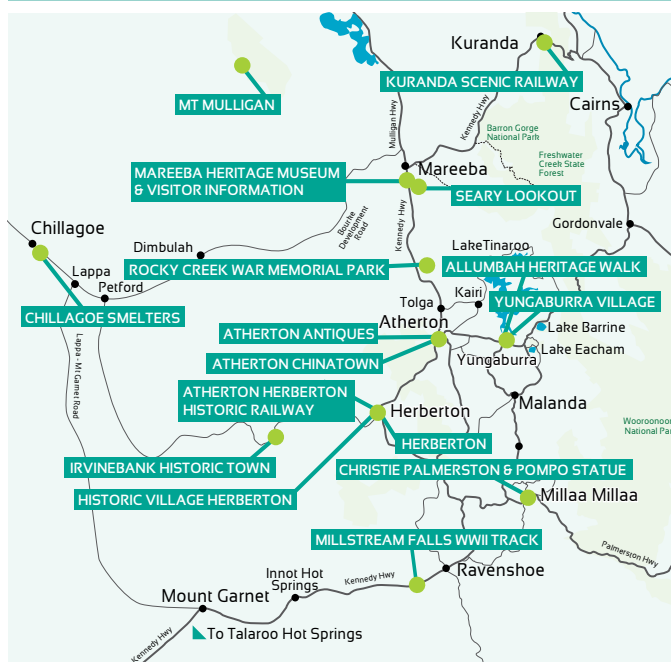 Kuranda
KURANDA SCENIC RAILWAY
MT MULLIGAN
Cairns
Mulligan Hwy
Kennedy Hwy
Barron Gorge
National Park
Freshwater
Creek State
Forest
MAREEBA HERITAGE MUSEUM
& VISITOR INFORMATION
Mareeba
SEARY LOOKOUT
Chillagoe
Bourke
Development
Road
Kennedy Hwy
Gordonvale
Dimbulah
Lappa
Petford
LakeTinaroo
ROCKY CREEK WAR MEMORIAL PARK
ALLUMBAH HERITAGE WALK
Kairi
Tolga
YUNGABURRA VILLAGE
CHILLAGOE SMELTERS
Atherton
Lake Barrine
ATHERTON ANTIQUES
Lake Eacham
Yungaburra
ATHERTON CHINATOWN
Lappa - Mt Garnet Road
ATHERTON HERBERTON
HISTORIC RAILWAY
Malanda
Herberton
Wooroonoor
National Par
HERBERTON
IRVINEBANK HISTORIC TOWN
CHRISTIE PALMERSTON & POMPO STATUE
HISTORIC VILLAGE HERBERTON
Millaa Millaa
MILLSTREAM FALLS WWII TRACK
Palmerston Hwy
Ravenshoe
Innot Hot
Springs
Kennedy Hwy
Mount Garnet
Kennedy Hwy
To Talaroo Hot Springs